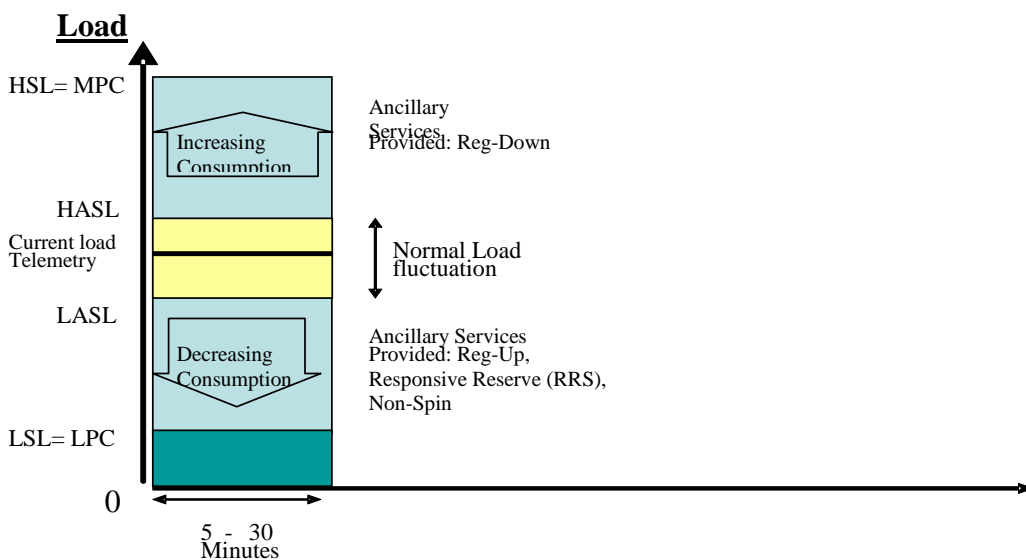 Load
HSL= MPC
Ancillary
Services
Provided: Reg-Down
Increasing
Consumption
HASL
Current load
Telemetry
Normal Load
fluctuation
LASL
Ancillary Services
Provided: Reg-Up,
Responsive Reserve (RRS),
Non-Spin
Decreasing
Consumption
LSL= LPC
0
5 - 30
Minutes